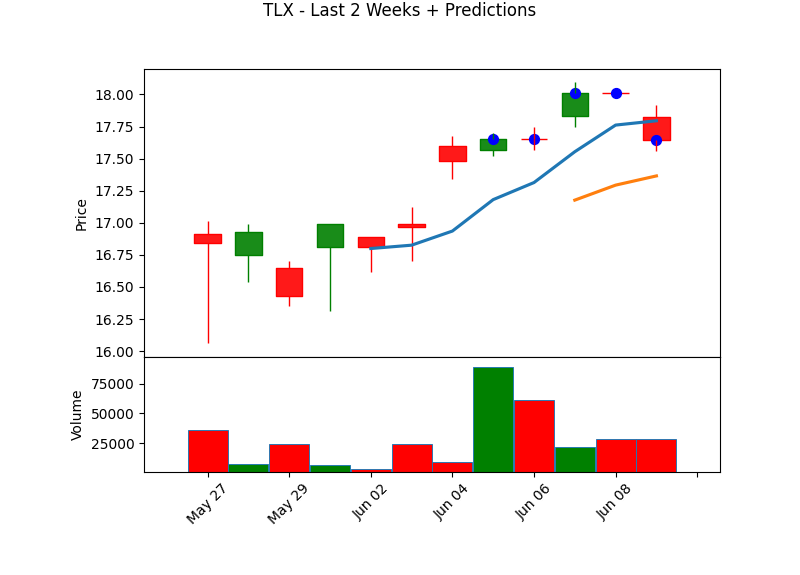 TLX - Last 2 Weeks + Predictions
Price
18.00
17.75
17.50
17.25
17.00
16.75
16.50
16.25
16.00
Volume
75000
50000
25000
May 27
May 29
Jun 02
Jun 04
Jun 06
Jun 08